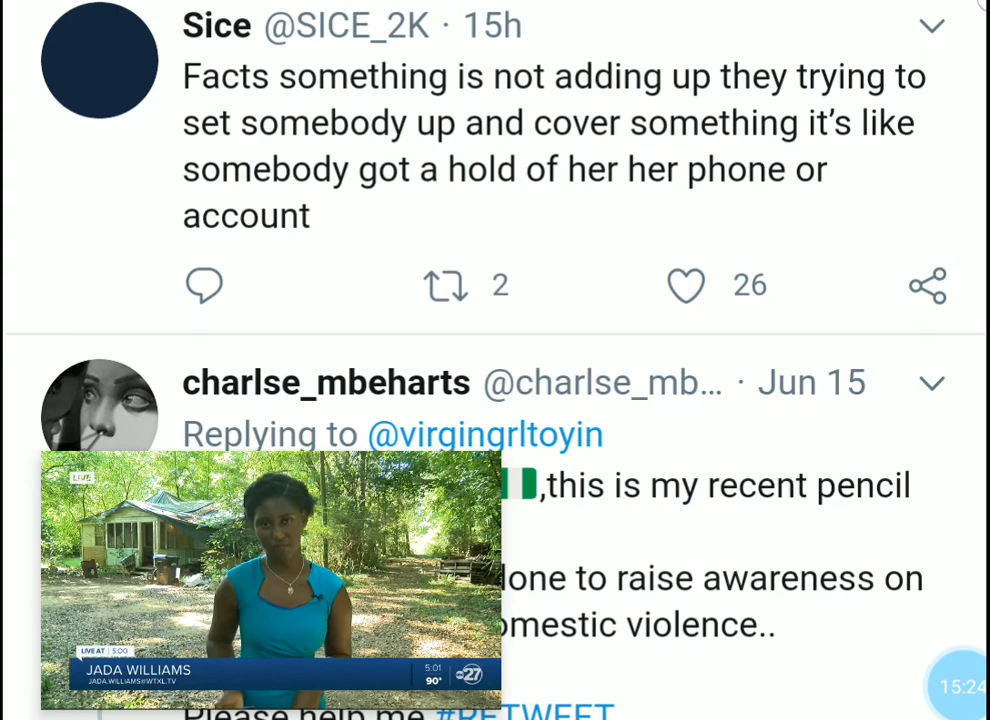 Sice @SICE_2K · 15h
Facts something is not adding up they trying to
set somebody up and cover something it’s like
somebody got a hold of her her phone or
account
2
26
charlse_mbeharts @charlse_mb... · Jun 15
Replying to @virgingrltoyin
,this is my recent pencil
to raise awareness on
violence..
LIVE
LIVE AT 5:00
JADA WILLIAMS
JADA.WILLIAMS@WTXL.TV
5:01
90°
abc 27
15:24
Please help me #RETWEET